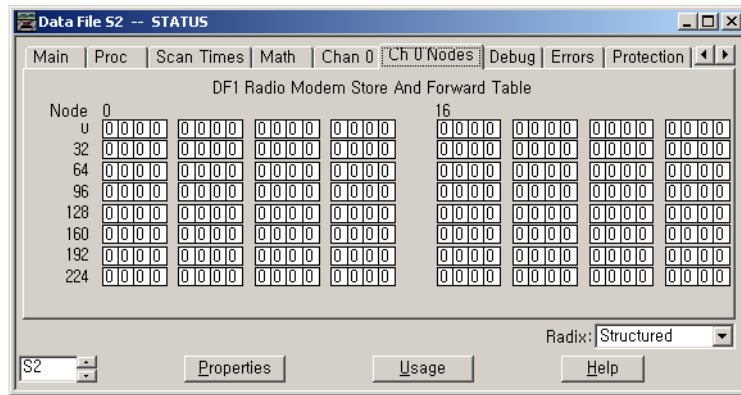 Data File S2 -- STATUS
Main Proc Scan Times Math Chan 0 Ch 0 Nodes Debug Errors Protection
DF1 Radio Modem Store And Forward Table
Node 0 16
0 0 0 0 0 0 0 0 0 0 0 0 0 0 0 0 0 0 0 0 0 0 0 0 0 0 0 0 0 0 0 0 0
32 0 0 0 0 0 0 0 0 0 0 0 0 0 0 0 0 0 0 0 0 0 0 0 0 0 0 0 0 0 0 0 0
64 0 0 0 0 0 0 0 0 0 0 0 0 0 0 0 0 0 0 0 0 0 0 0 0 0 0 0 0 0 0 0 0
96 0 0 0 0 0 0 0 0 0 0 0 0 0 0 0 0 0 0 0 0 0 0 0 0 0 0 0 0 0 0 0 0
128 0 0 0 0 0 0 0 0 0 0 0 0 0 0 0 0 0 0 0 0 0 0 0 0 0 0 0 0 0 0 0 0
160 0 0 0 0 0 0 0 0 0 0 0 0 0 0 0 0 0 0 0 0 0 0 0 0 0 0 0 0 0 0 0 0
192 0 0 0 0 0 0 0 0 0 0 0 0 0 0 0 0 0 0 0 0 0 0 0 0 0 0 0 0 0 0 0 0
224 0 0 0 0 0 0 0 0 0 0 0 0 0 0 0 0 0 0 0 0 0 0 0 0 0 0 0 0 0 0 0 0
Radix: Structured
S2 Properties Usage Help